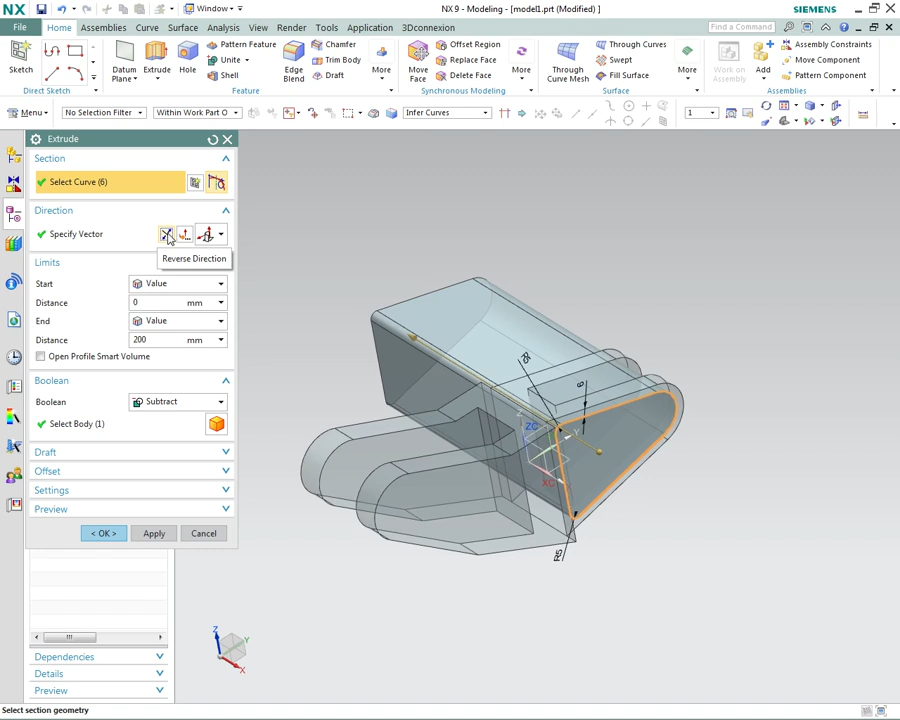 NX
Window
NX 9 - Modeling - [model1.prt (Modified) ]
SIEMENS
File
Home
Assemblies
Curve
Surface
Analysis
View
Render
Tools
Application
3Dconnexion
Find a Command
Sketch
Direct Sketch
Datum Plane
Extrude
Hole
Pattern Feature
Unite
Shell
Feature
Edge Blend
Chamfer
Trim Body
Draft
More
Move Face
Offset Region
Replace Face
Delete Face
Synchronous Modeling
More
Through Curve Mesh
Through Curves
Swept
Fill Surface
Surface
More
Work on Assembly
Add
Assembly Constraints
Move Component
Pattern Component
Assemblies
Menu
No Selection Filter
Within Work Part O
Infer Curves
1
Extrude
Section
Select Curve (6)
Direction
Specify Vector
Reverse Direction
Limits
Start
Value
Distance
0
mm
End
Value
Distance
200
mm
Open Profile Smart Volume
Boolean
Boolean
Subtract
Select Body (1)
Draft
Offset
Settings
Preview
< OK >
Apply
Cancel
6
ZC
Y
XC
R5
Z
Y
X
Dependencies
Details
Preview
Select section geometry